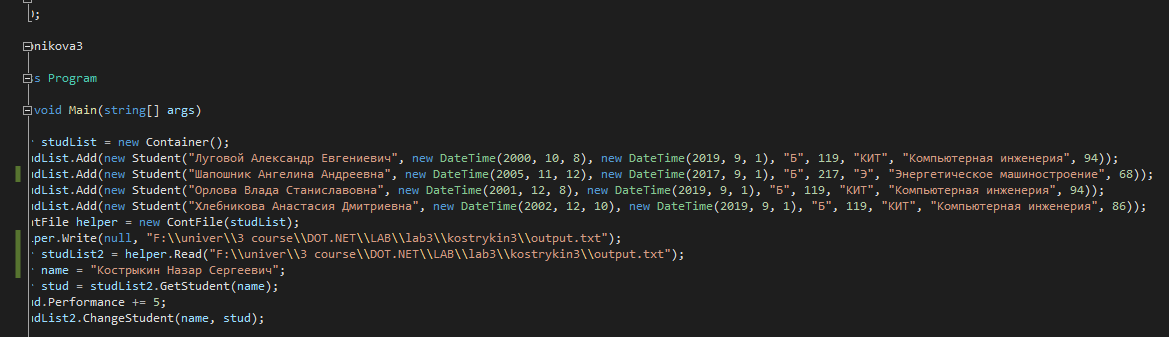 );
onikova3
s Program
void Main(string[] args)
studList = new Container();
dList.Add(new Student("Луговой Александр Евгениевич", new DateTime(2000, 10, 8), new DateTime(2019, 9, 1), "Б", 119, "КИТ", "Компьютерная инженерия", 94));
dList.Add(new Student("Шапошник Ангелина Андреевна", new DateTime(2005, 11, 12), new DateTime(2017, 9, 1), "Б", 217, "Э", "Энергетическое машиностроение", 68));
dList.Add(new Student("Орлова Влада Станиславовна", new DateTime(2001, 12, 8), new DateTime(2019, 9, 1), "Б", 119, "КИТ", "Компьютерная инженерия", 94));
dList.Add(new Student("Хлебникова Анастасия Дмитриевна", new DateTime(2002, 12, 10), new DateTime(2019, 9, 1), "Б", 119, "КИТ", "Компьютерная инженерия", 86));
ntFile helper = new ContFile(studList);
per.Write(null, "F:\\univer\\3 course\\DOT.NET\\LAB\\lab3\\kostrykin3\\output.txt");
studList2 = helper.Read("F:\\univer\\3 course\\DOT.NET\\LAB\\lab3\\kostrykin3\\output.txt");
name = "Кострыкин Назар Сергеевич";
stud = studList2.GetStudent(name);
d.Performance += 5;
dList2.ChangeStudent(name, stud);